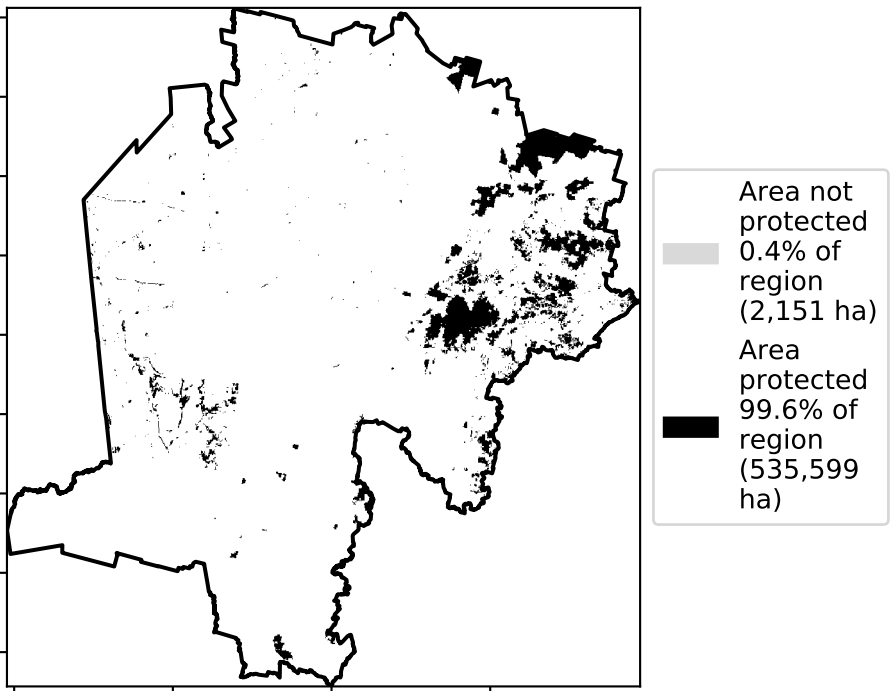 Area not
protected
0.4% of
region
(2,151 ha)
Area
protected
99.6% of
region
(535,599
ha)